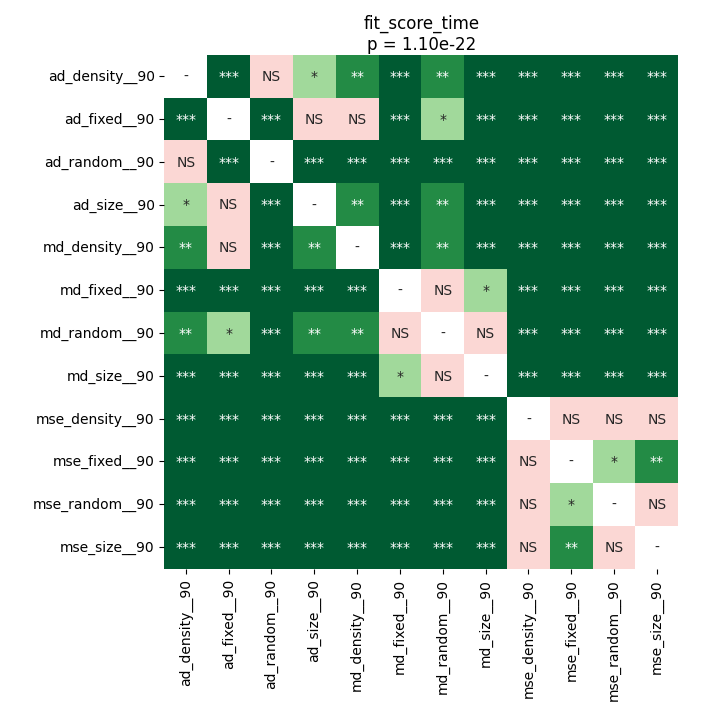 fit_score_time
p = 1.10e-22
ad_density__90 - *** NS * ** *** ** *** *** *** *** ***
ad_fixed__90 *** - *** NS NS *** * *** *** *** *** ***
ad_random__90 NS *** - *** *** *** *** *** *** *** *** ***
ad_size__90 * NS *** - ** *** ** *** *** *** *** ***
md_density__90 ** NS *** ** - *** ** *** *** *** *** ***
md_fixed__90 *** *** *** *** *** - NS * *** *** *** ***
md_random__90 ** * *** ** ** NS - NS *** *** *** ***
md_size__90 *** *** *** *** *** * NS - *** *** *** ***
mse_density__90 *** *** *** *** *** *** *** *** - NS NS NS
mse_fixed__90 *** *** *** *** *** *** *** *** NS - * **
mse_random__90 *** *** *** *** *** *** *** *** NS * - NS
mse_size__90 *** *** *** *** *** *** *** *** NS ** NS -
ad_density__90
ad_fixed__90
ad_random__90
ad_size__90
md_density__90
md_fixed__90
md_random__90
md_size__90
mse_density__90
mse_fixed__90
mse_random__90
mse_size__90